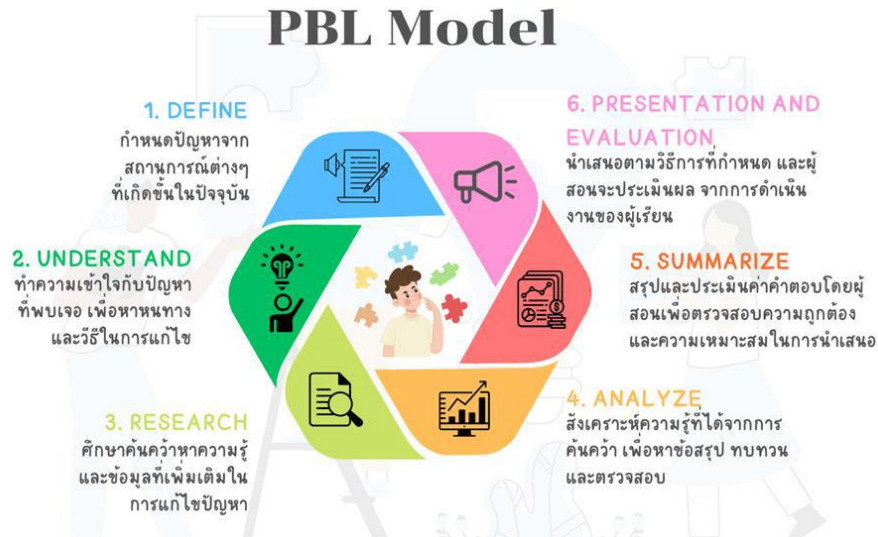 PBL Model
1. DEFINE
กำหนดปัญหาจาก
สถานการณ์ต่างๆ
ที่เกิดขึ้นในปัจจุบัน
2. UNDERSTAND
ทำความเข้าใจกับปัญหา
ที่พบเจอ เพื่อหาหนทาง
และวิธีในการแก้ไข
3. RESEARCH
ศึกษาค้นคว้าหาความรู้
และข้อมูลที่เพิ่มเติมใน
การแก้ไขปัญหา
4. ANALYZE
สังเคราะห์ความรู้ที่ได้จากการ
ค้นคว้า เพื่อหาข้อสรุป ทบทวน
และตรวจสอบ
5. SUMMARIZE
สรุปและประเมินค่าคำตอบโดยผู้
สอนเพื่อตรวจสอบความถูกต้อง
และความเหมาะสมในการนำเสนอ
6. PRESENTATION AND
EVALUATION
นำเสนอตามวิธีการที่กำหนด และผู้
สอนจะประเมินผล จากการดำเนิน
งานของผู้เรียน